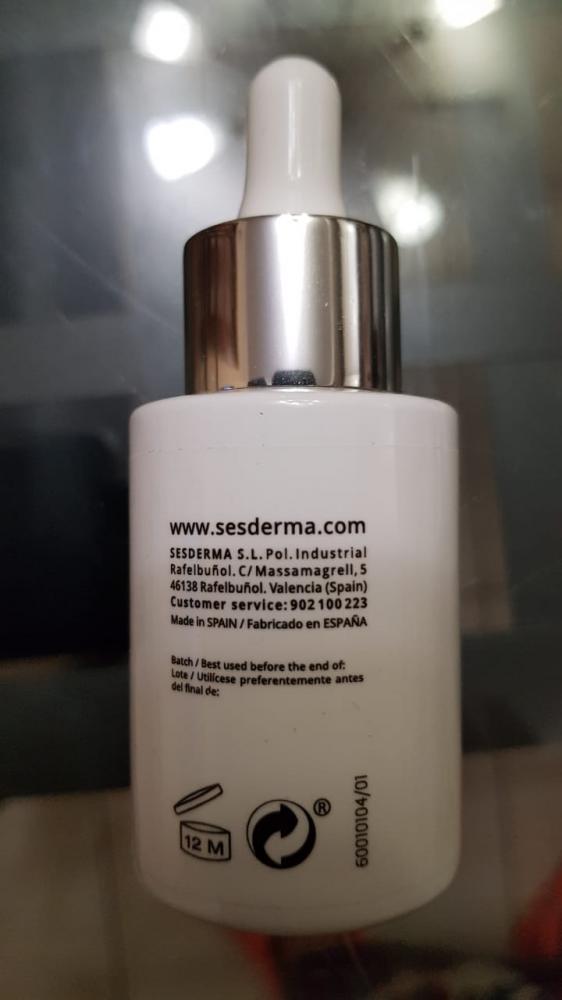 www.sesderma.com
SESDERMA S.L. Pol. Industrial
Rafelbuñol. C/ Massamagrell, 5
46138 Rafelbuñol. Valencia (Spain)
Customer service: 902 100 223
Made in SPAIN / Fabricado en ESPAÑA
Batch / Best used before the end of:
Lote / Utilícese preferentemente antes
del final de:
12 M
®
60010104/01